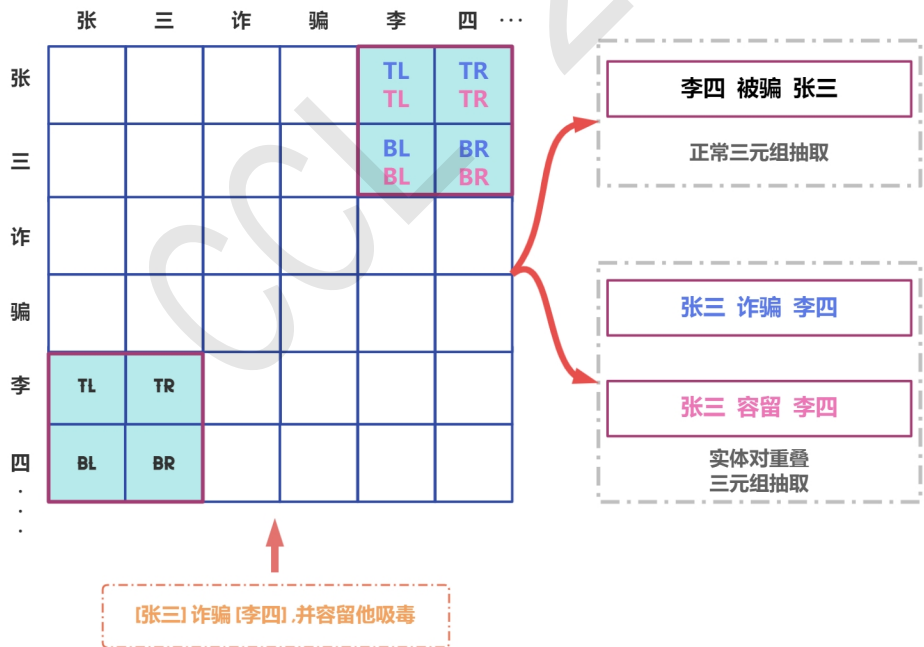 张 三 诈 骗 李 四 ···
张 TL TR
TL TR
三 BL BR
BL BR
诈
骗
李 TL TR
四 BL BR
···
李四 被骗 张三
正常三元组抽取
张三 诈骗 李四
张三 容留 李四
实体对重叠
三元组抽取
[张三] 诈骗 [李四] ,并容留他吸毒
CCL 2